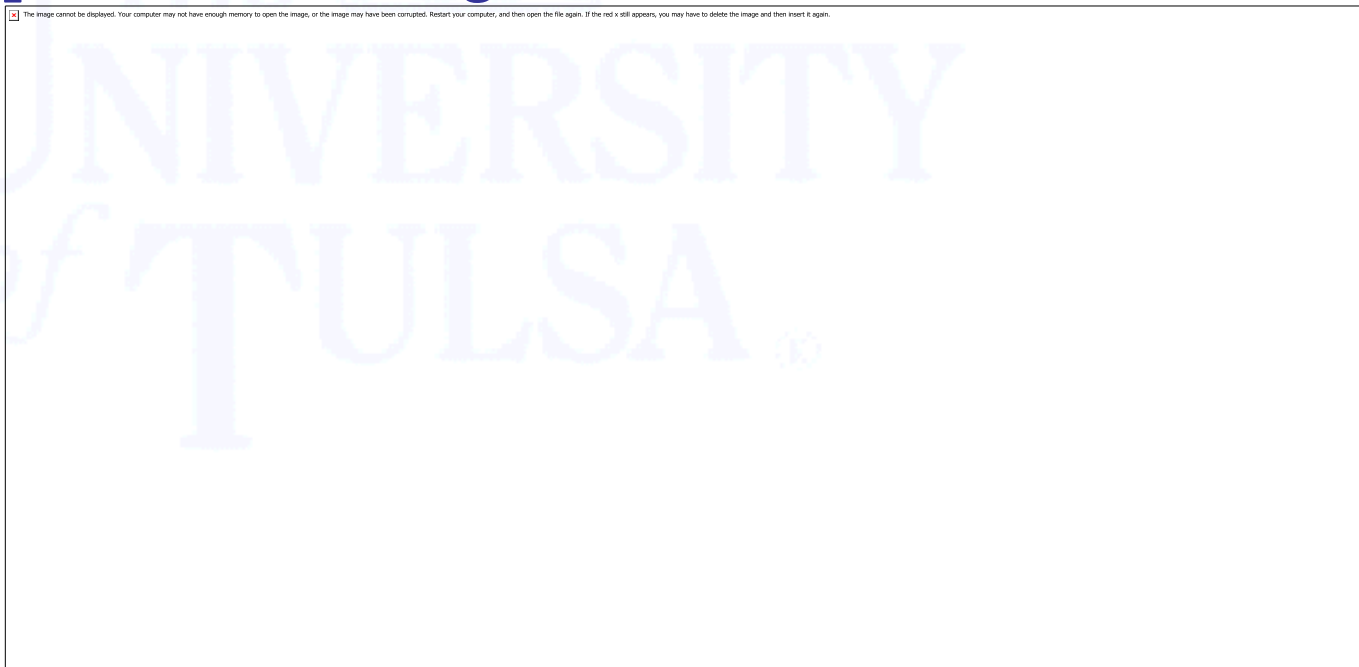 The image cannot be displayed. Your computer may not have enough memory to open the image, or the image may have been corrupted. Restart your computer, and then open the file again. If the red x still appears, you may have to delete the image and then insert it again.
UNIVERSITY
of TULSA